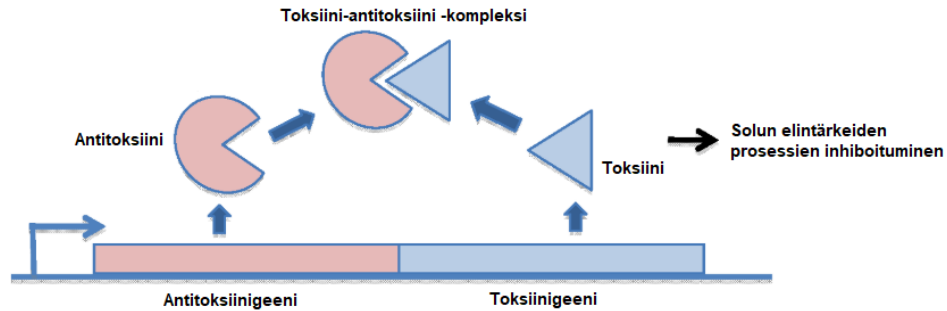 Toksiini-antitoksiini -kompleksi
Antitoksiini
Toksiini
Solun elintärkeiden
prosessien inhiboituminen
Antitoksiinigeeni
Toksiinigeeni